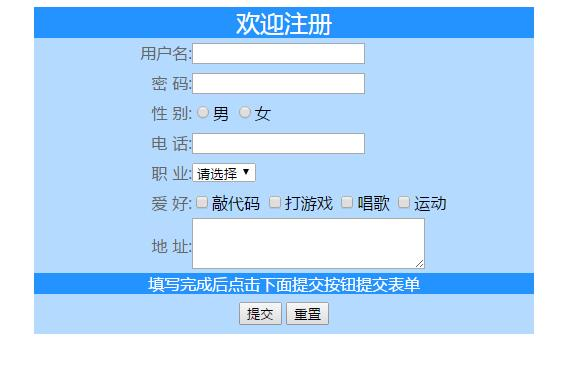 欢迎注册
用户名:
密 码:
性 别: 男 女
电 话:
职 业: 请选择
爱 好: 敲代码 打游戏 唱歌 运动
地 址:
填写完成后点击下面提交按钮提交表单
提交 重置